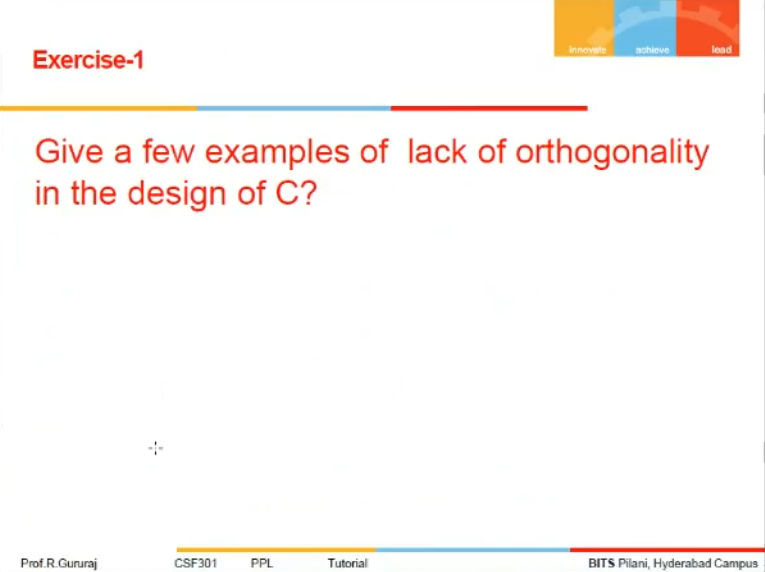 innovate achieve lead
Exercise-1
Give a few examples of lack of orthogonality
in the design of C?
Prof.R.Gururaj CSF301 PPL Tutorial BITS Pilani, Hyderabad Campus